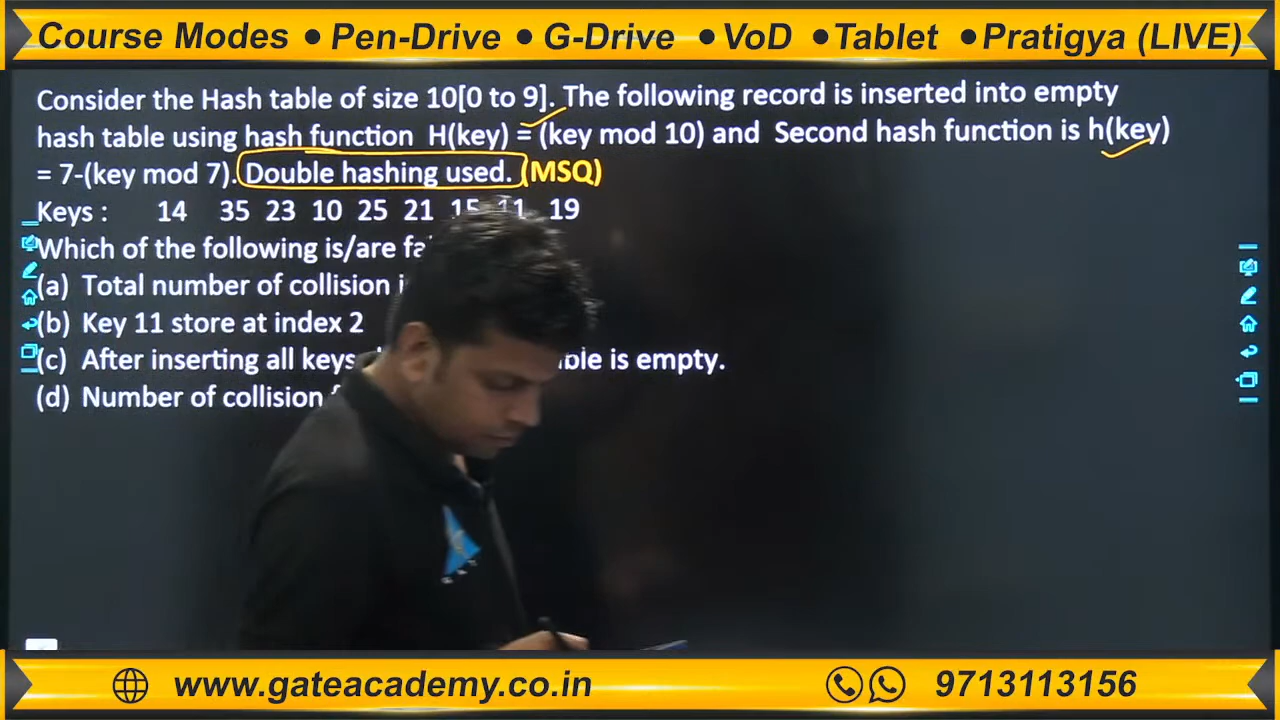 Course Modes • Pen-Drive • G-Drive • VoD • Tablet • Pratigya (LIVE)
Consider the Hash table of size 10[0 to 9]. The following record is inserted into empty
hash table using hash function H(key) = (key mod 10) and Second hash function is h(key)
= 7-(key mod 7). Double hashing used. (MSQ)
Keys : 14 35 23 10 25 21 15 11 19
Which of the following is/are
(a) Total number of collision
(b) Key 11 store at index 2
(c) After inserting all keys is empty.
(d) Number of collision
www.gateacademy.co.in 9713113156